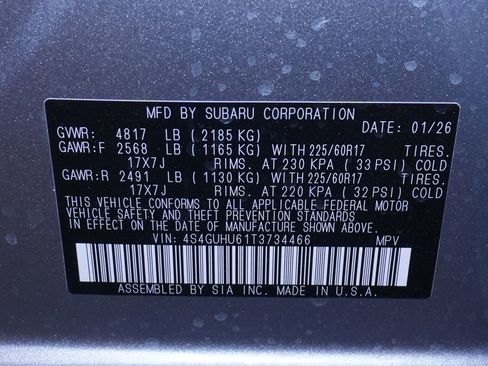 MFD BY SUBARU CORPORATION
GVWR: 4817 LB ( 2185 KG) DATE: 01/26
GAWR:F 2568 LB ( 1165 KG) WITH 225/60R17 TIRES.
17X7J RIMS. AT 230 KPA ( 33 PSI) COLD
GAWR:R 2491 LB ( 1130 KG) WITH 225/60R17 TIRES.
17X7J RIMS. AT 220 KPA ( 32 PSI) COLD
THIS VEHICLE CONFORMS TO ALL APPLICABLE FEDERAL MOTOR
VEHICLE SAFETY AND THEFT PREVENTION STANDARDS IN
EFFECT ON THE DATE OF MANUFACTURE SHOWN ABOVE.
VIN: 4S4GUHU61T3734466 MPV
ASSEMBLED BY SIA INC. MADE IN U.S.A.